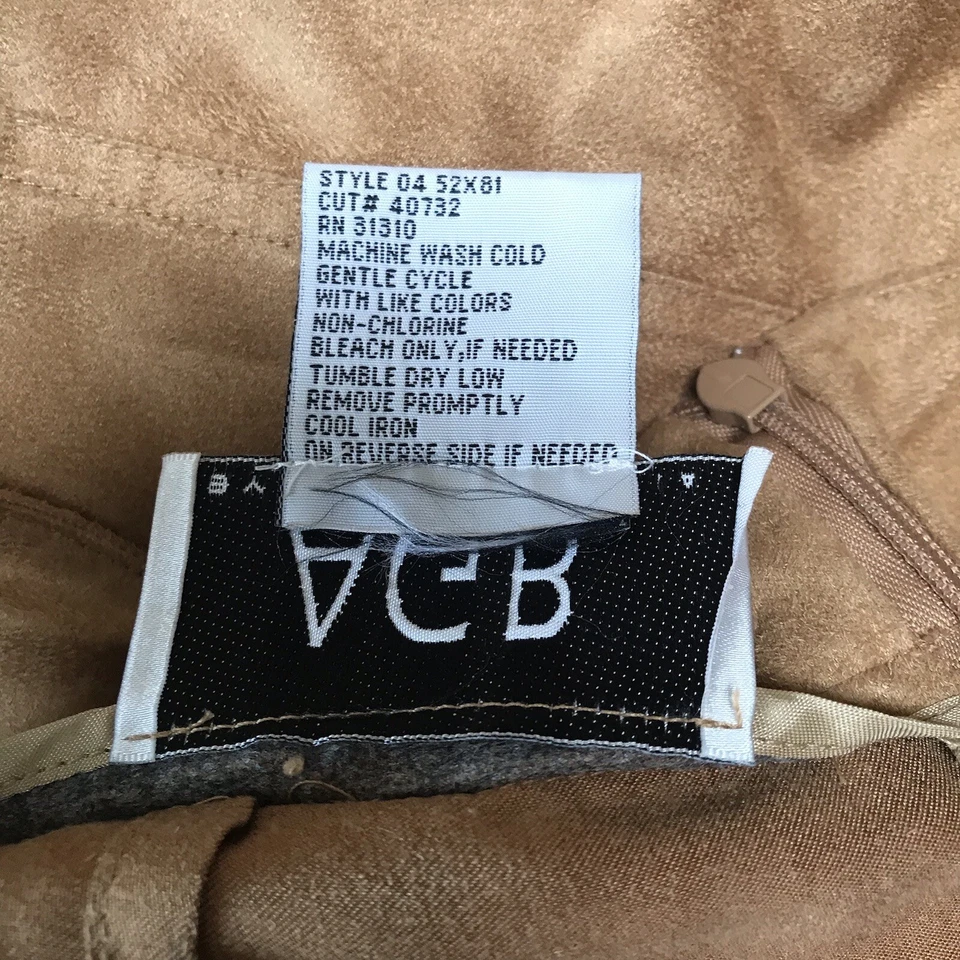 STYLE 04 52X81
CUT# 40732
RN 31310
MACHINE WASH COLD
GENTLE CYCLE
WITH LIKE COLORS
NON-CHLORINE
BLEACH ONLY,IF NEEDED
TUMBLE DRY LOW
REMOVE PROMPTLY
COOL IRON
ON REVERSE SIDE IF NEEDED
AGB